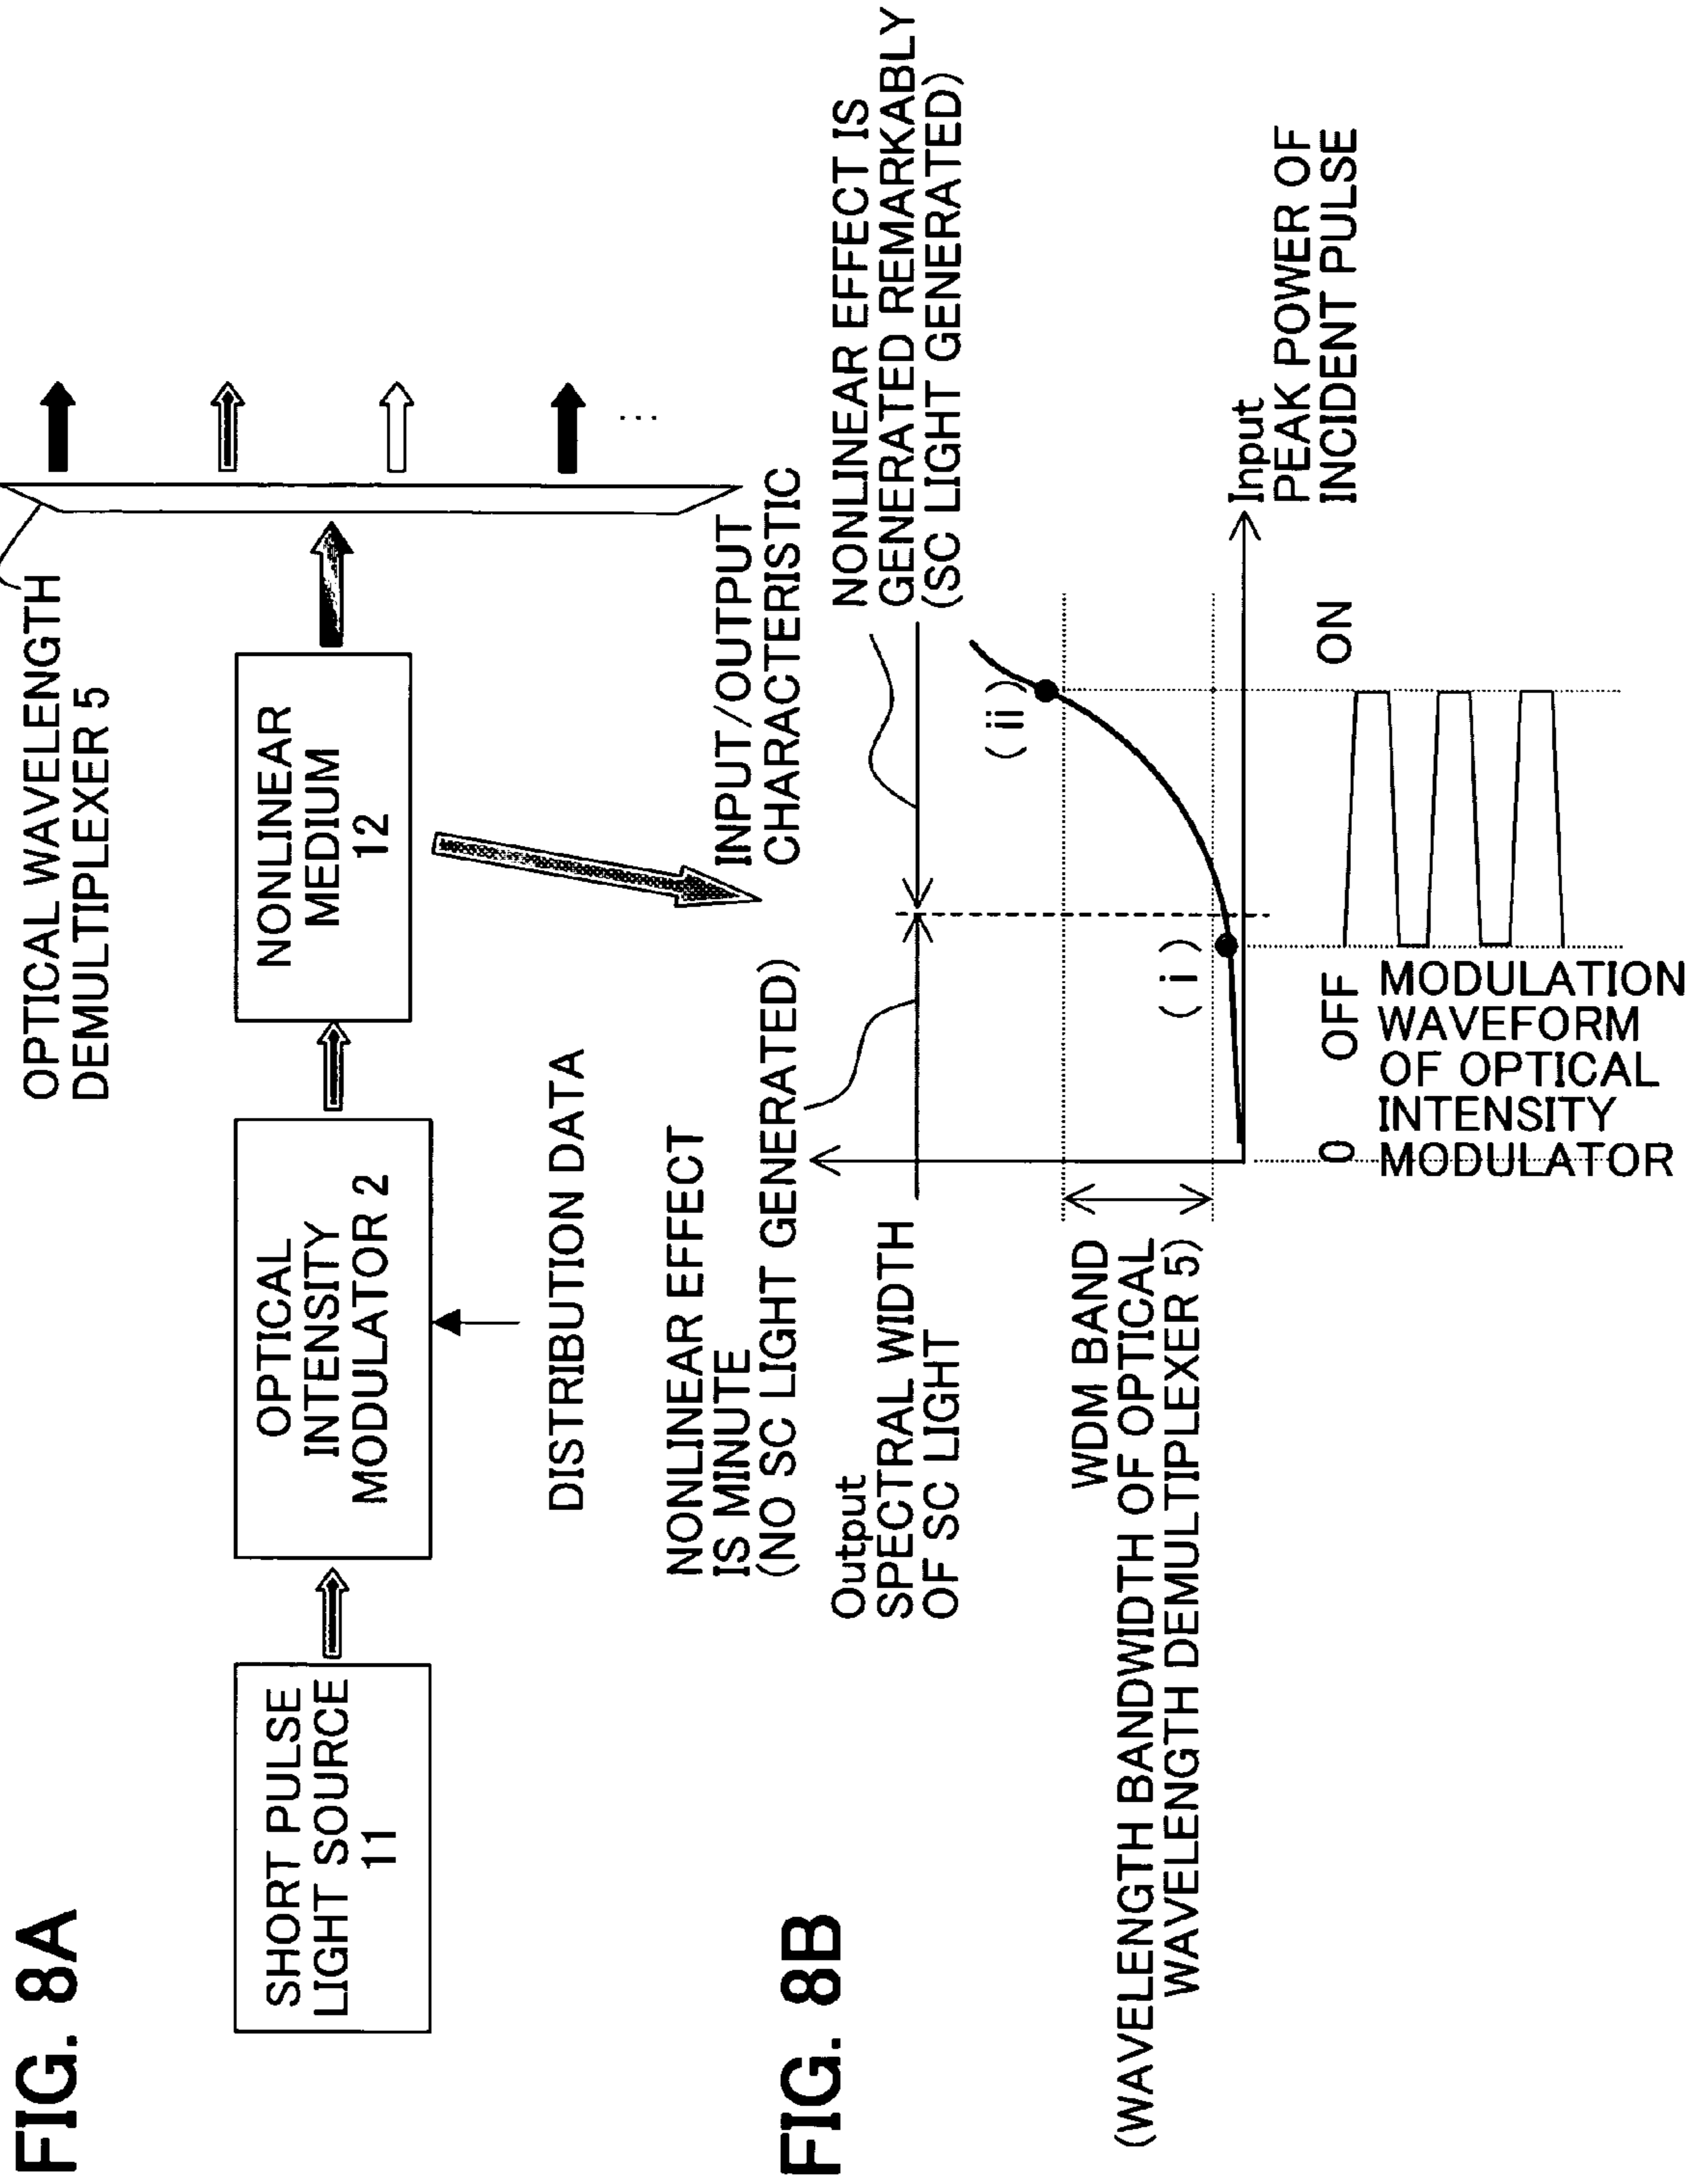 FIG. 8A
SHORT PULSE
LIGHT SOURCE
11
OPTICAL
INTENSITY
MODULATOR 2
DISTRIBUTION DATA
NONLINEAR
MEDIUM
12
OPTICAL WAVELENGTH
DEMULTIPLEXER 5
...
INPUT/OUTPUT
CHARACTERISTIC
FIG. 8B
NONLINEAR EFFECT
IS MINUTE
(NO SC LIGHT GENERATED)
NONLINEAR EFFECT IS
GENERATED REMARKABLY
(SC LIGHT GENERATED)
Output
SPECTRAL WIDTH
OF SC LIGHT
(i)
(ii)
WDM BAND
(WAVELENGTH BANDWIDTH OF OPTICAL
WAVELENGTH DEMULTIPLEXER 5)
Input
PEAK POWER OF
INCIDENT PULSE
0 OFF ON
MODULATION
WAVEFORM
OF OPTICAL
INTENSITY
MODULATOR